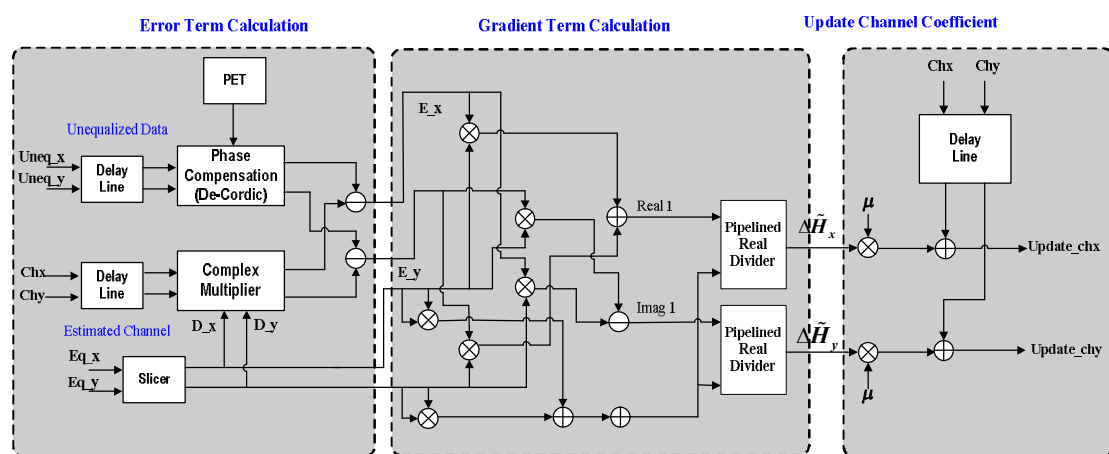 Error Term Calculation
Gradient Term Calculation
Update Channel Coefficient
PET
Unequalized Data
Uneq_x
Uneq_y
Delay
Line
Phase
Compensation
(De-Cordic)
Chx
Chy
Delay
Line
Complex
Multiplier
Estimated Channel
D_x
D_y
Eq_x
Eq_y
Slicer
E_x
E_y
Real 1
Imag 1
Pipelined
Real
Divider
Pipelined
Real
Divider
ΔH̃x
ΔH̃y
Chx
Chy
Delay
Line
μ
Update_chx
Update_chy
μ